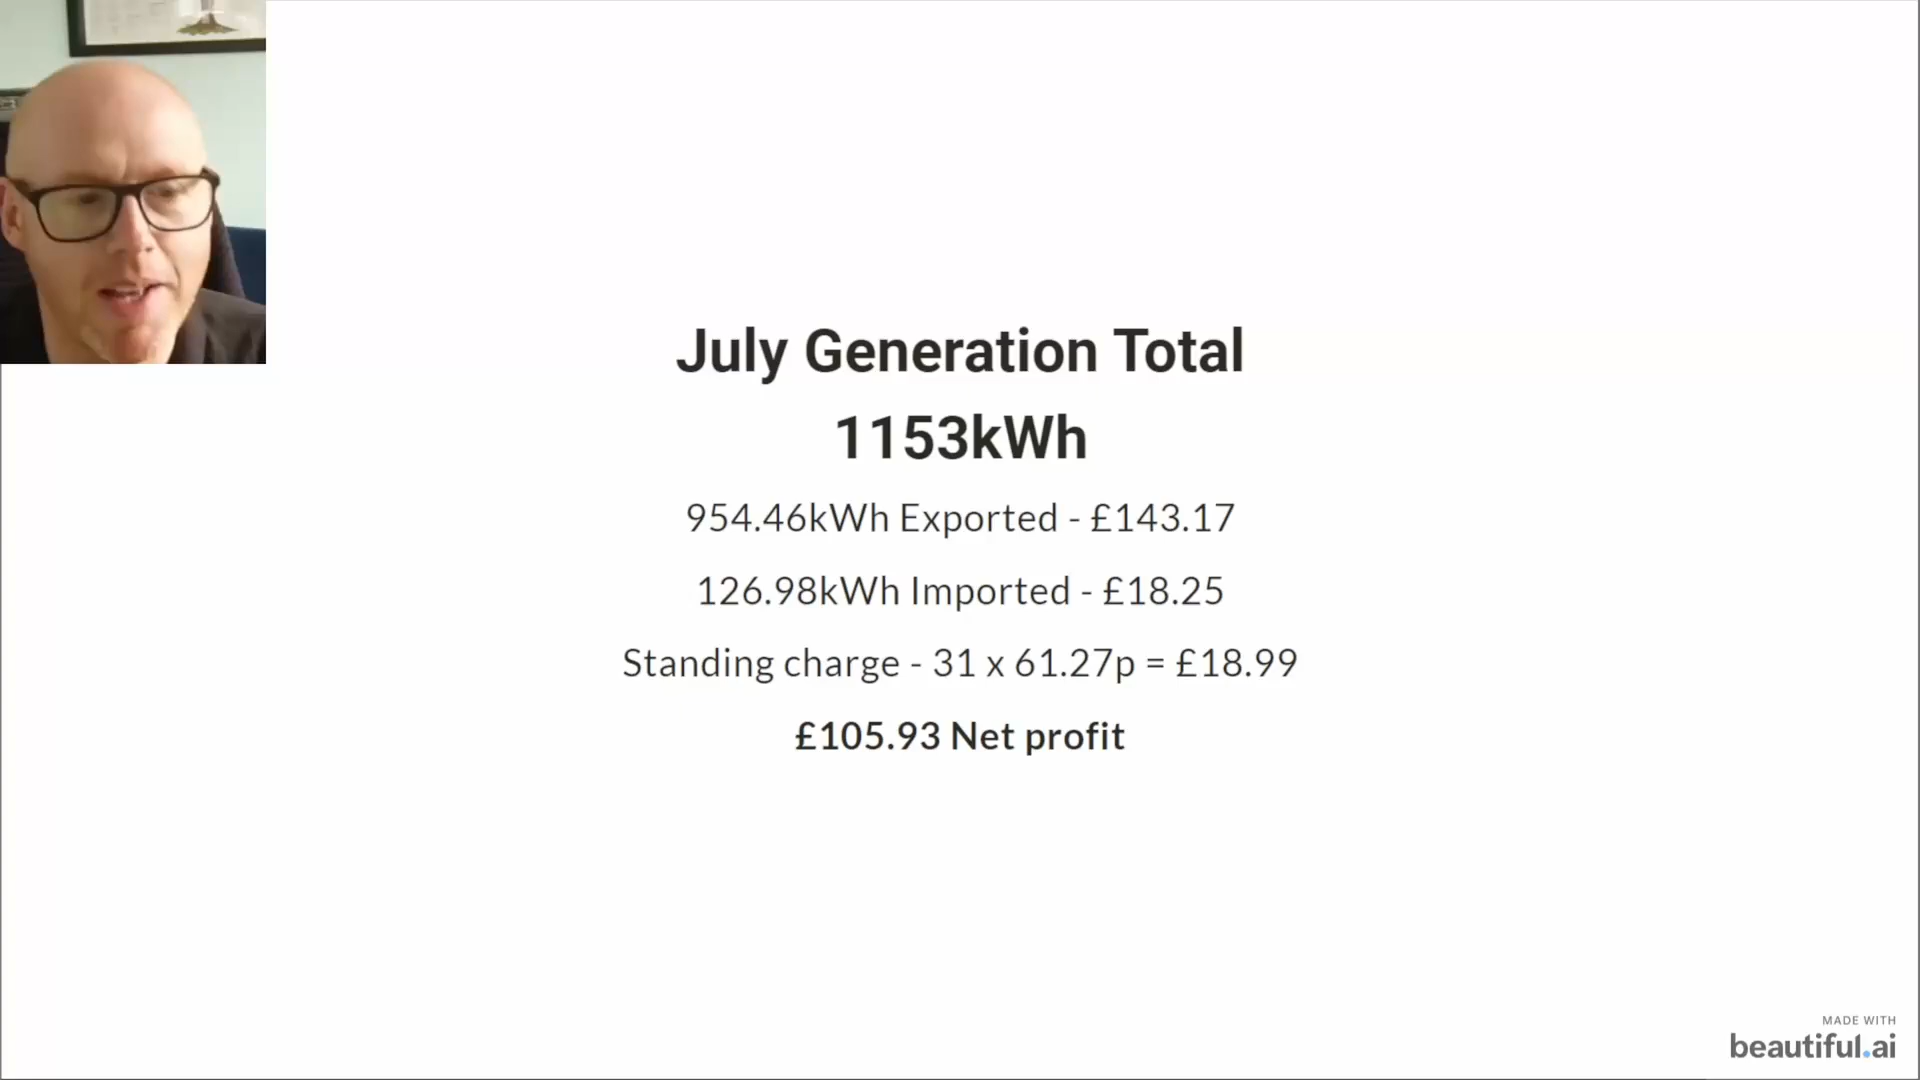 July Generation Total
1153kWh
954.46kWh Exported - £143.17
126.98kWh Imported - £18.25
Standing charge - 31 x 61.27p = £18.99
£105.93 Net profit
MADE WITH
beautiful.ai